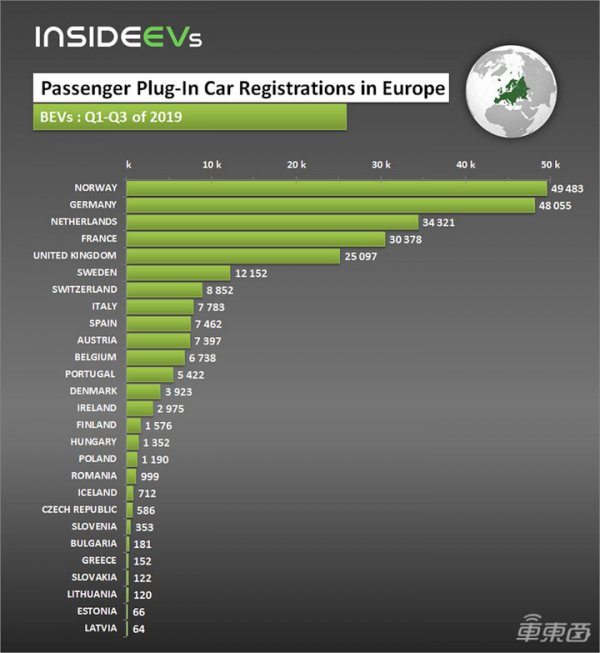 INSIDEEVs
Passenger Plug-In Car Registrations in Europe
BEVs : Q1-Q3 of 2019
k 10 k 20 k 30 k 40 k 50 k
NORWAY 49 483
GERMANY 48 055
NETHERLANDS 34 321
FRANCE 30 378
UNITED KINGDOM 25 097
SWEDEN 12 152
SWITZERLAND 8 852
ITALY 7 783
SPAIN 7 462
AUSTRIA 7 397
BELGIUM 6 738
PORTUGAL 5 422
DENMARK 3 923
IRELAND 2 975
FINLAND 1 576
HUNGARY 1 352
POLAND 1 190
ROMANIA 999
ICELAND 712
CZECH REPUBLIC 586
SLOVENIA 353
BULGARIA 181
GREECE 152
SLOVAKIA 122
LITHUANIA 120
ESTONIA 66
LATVIA 64
車東西